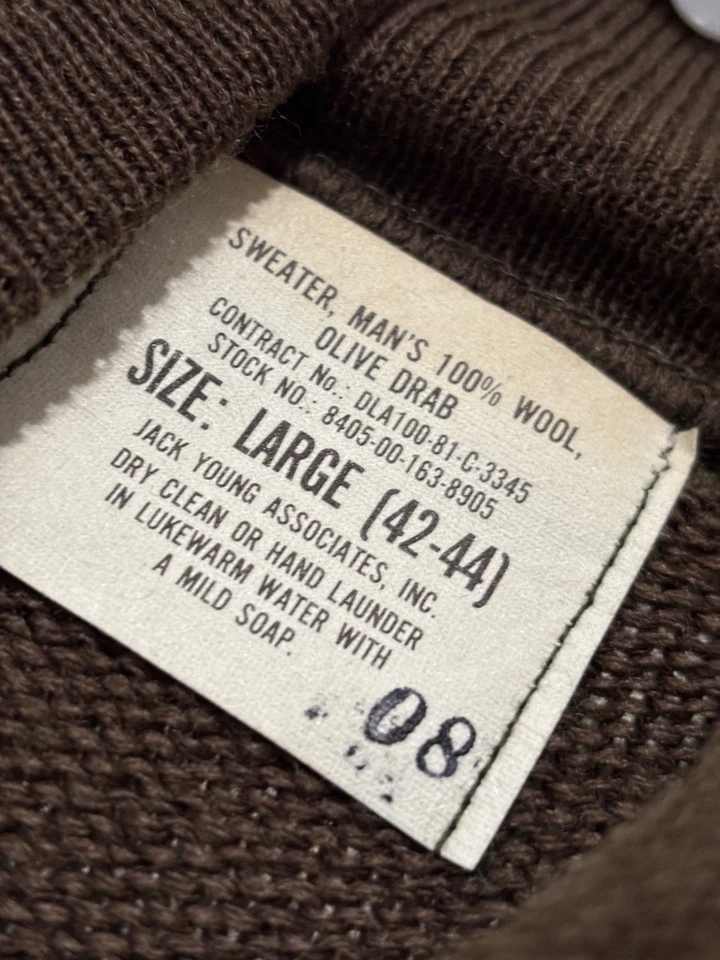 SWEATER, MAN'S 100% WOOL,
OLIVE DRAB
CONTRACT No.: DLA100-81-C-3345
STOCK NO.: 8405-00-163-8905
SIZE: LARGE (42-44)
JACK YOUNG ASSOCIATES, INC.
DRY CLEAN OR HAND LAUNDER
IN LUKEWARM WATER WITH
A MILD SOAP.
08